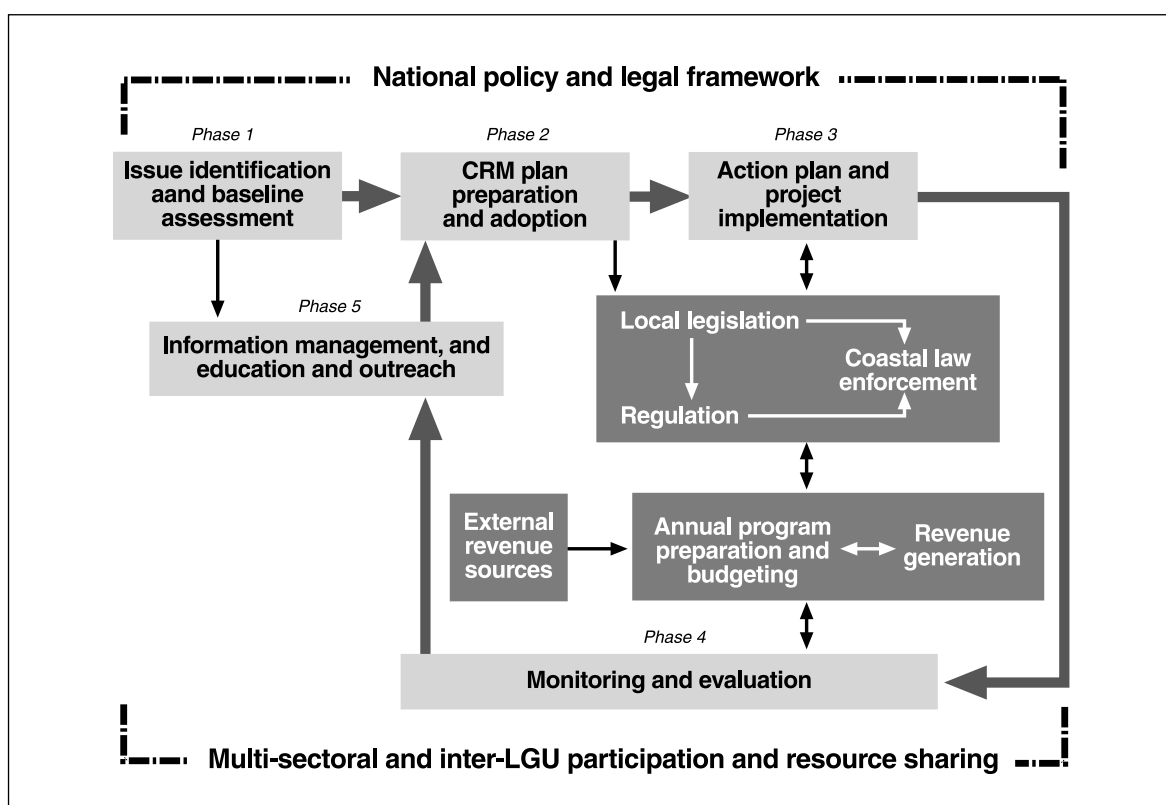 National policy and legal framework
Phase 1
Phase 2
Phase 3
Issue identification
aand baseline
assessment
CRM plan
preparation
and adoption
Action plan and
project
implementation
Phase 5
Information management, and
education and outreach
Local legislation
Coastal law
enforcement
Regulation
External
revenue
sources
Annual program
preparation and
budgeting
Revenue
generation
Phase 4
Monitoring and evaluation
Multi-sectoral and inter-LGU participation and resource sharing